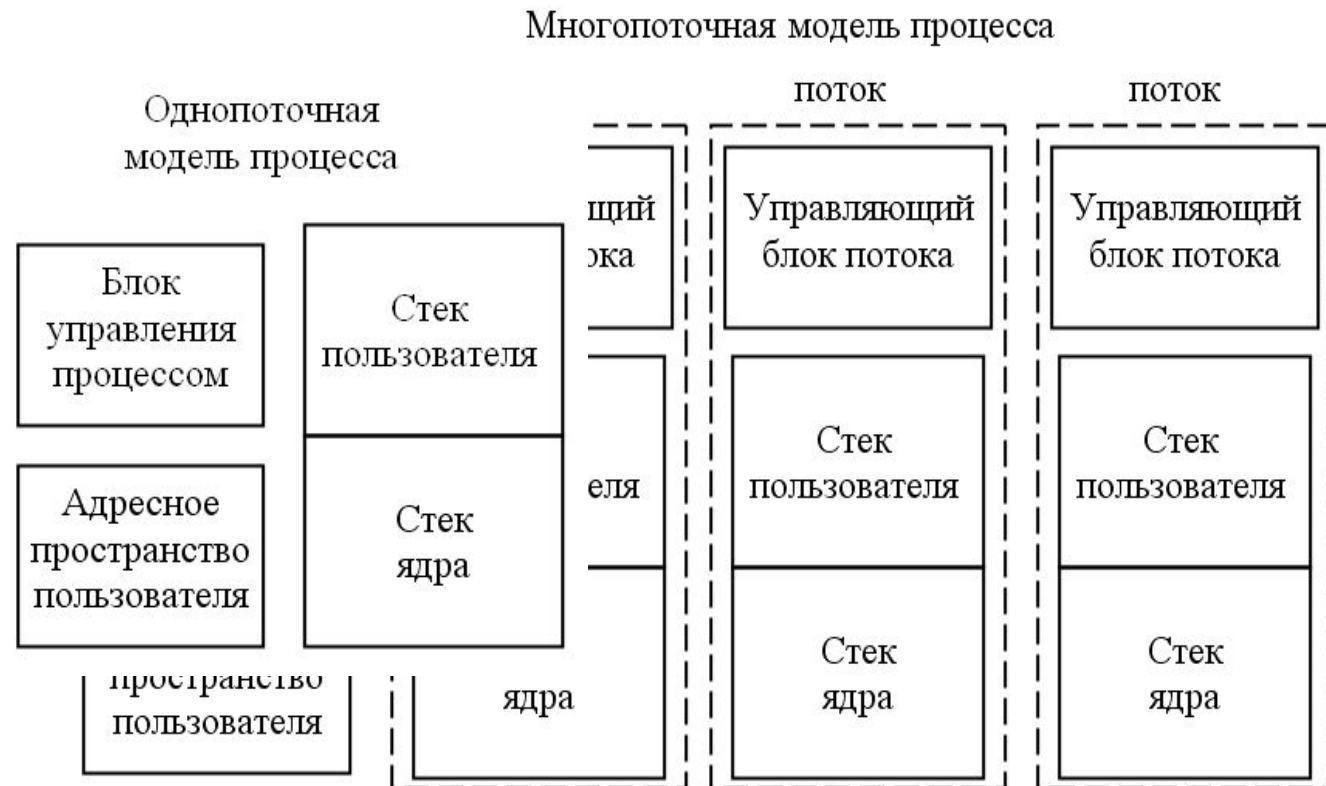 Многопоточная модель процесса
Однопоточная
модель процесса
Блок
управления
процессом
Адресное
пространство
пользователя
Стек
пользователя
Стек
ядра
пространство
пользователя
щий
ока
еля
ядра
поток
Управляющий
блок потока
Стек
пользователя
Стек
ядра
поток
Управляющий
блок потока
Стек
пользователя
Стек
ядра